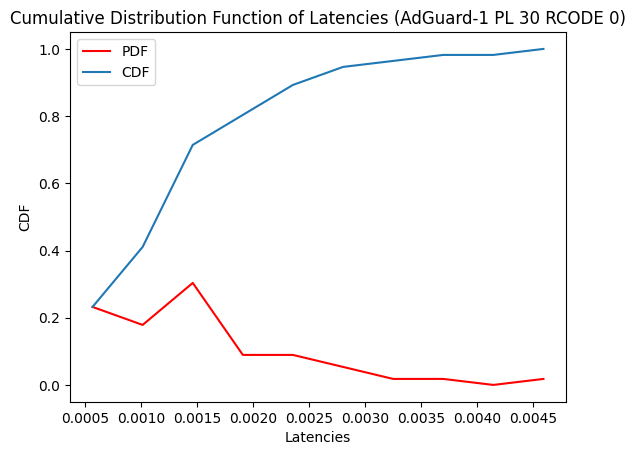 Cumulative Distribution Function of Latencies (AdGuard-1 PL 30 RCODE 0)
PDF
CDF
1.0
0.8
0.6
0.4
0.2
0.0
CDF
0.0005 0.0010 0.0015 0.0020 0.0025 0.0030 0.0035 0.0040 0.0045
Latencies